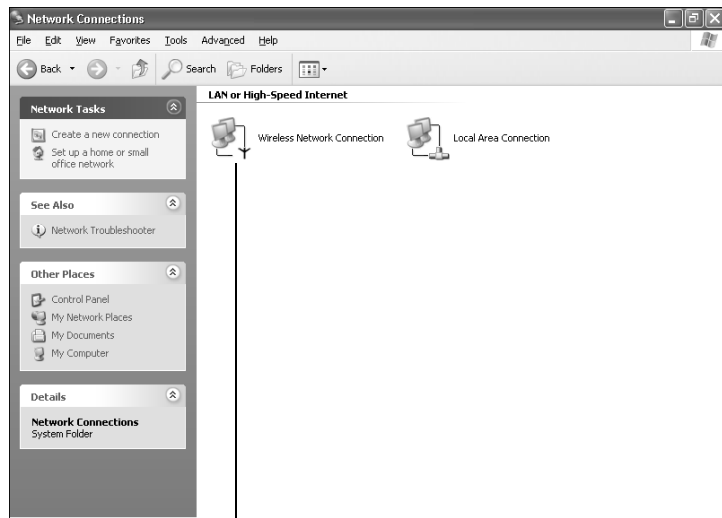 Network Connections
File Edit View Favorites Tools Advanced Help
Back Search Folders
Network Tasks
Create a new connection
Set up a home or small
office network
See Also
Network Troubleshooter
Other Places
Control Panel
My Network Places
My Documents
My Computer
Details
Network Connections
System Folder
LAN or High-Speed Internet
Wireless Network Connection Local Area Connection